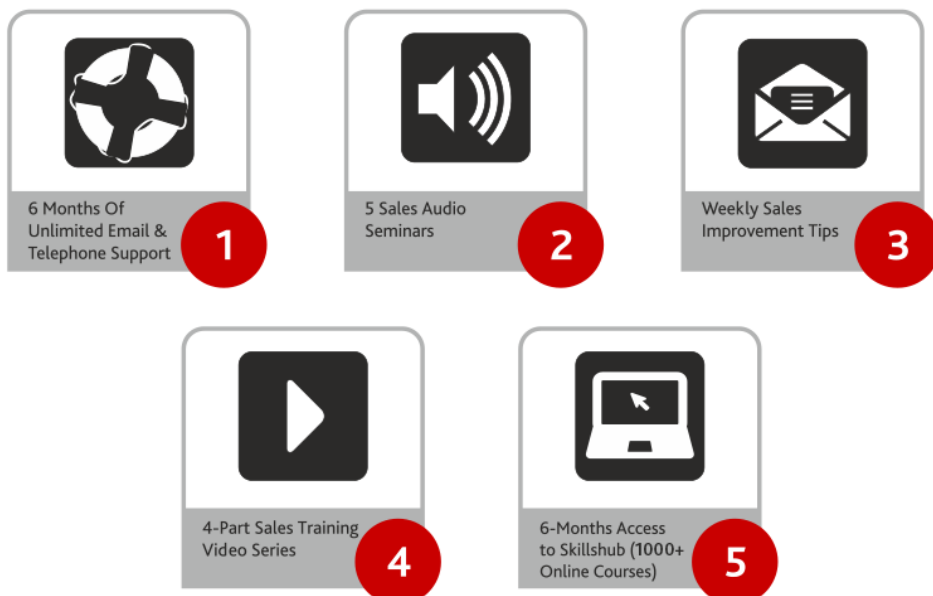 6 Months Of
Unlimited Email &
Telephone Support
1
5 Sales Audio
Seminars
2
Weekly Sales
Improvement Tips
3
4-Part Sales Training
Video Series
4
6-Months Access
to Skillshub (1000+
Online Courses)
5